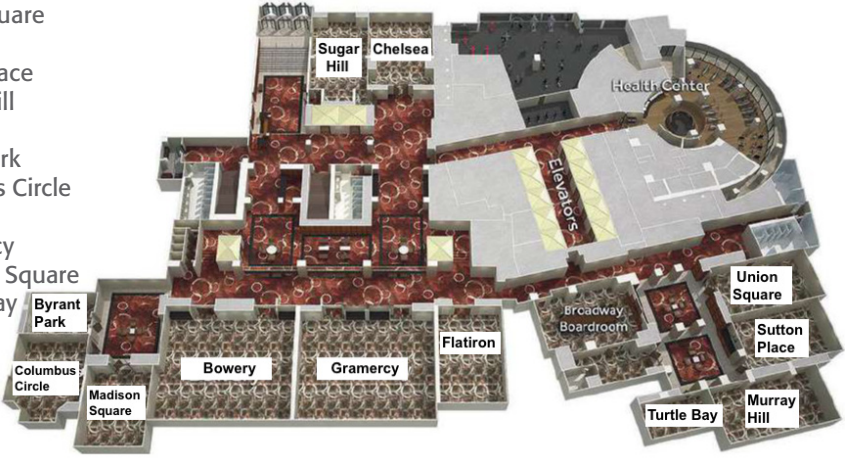 uare
ace
ill
rk
s Circle
cy
Square
ay
Sugar
Hill
Chelsea
Health Center
Elevators
Byrant
Park
Columbus
Circle
Madison
Square
Bowery
Gramercy
Flatiron
Broadway
Boardroom
Union
Square
Sutton
Place
Turtle Bay
Murray
Hill